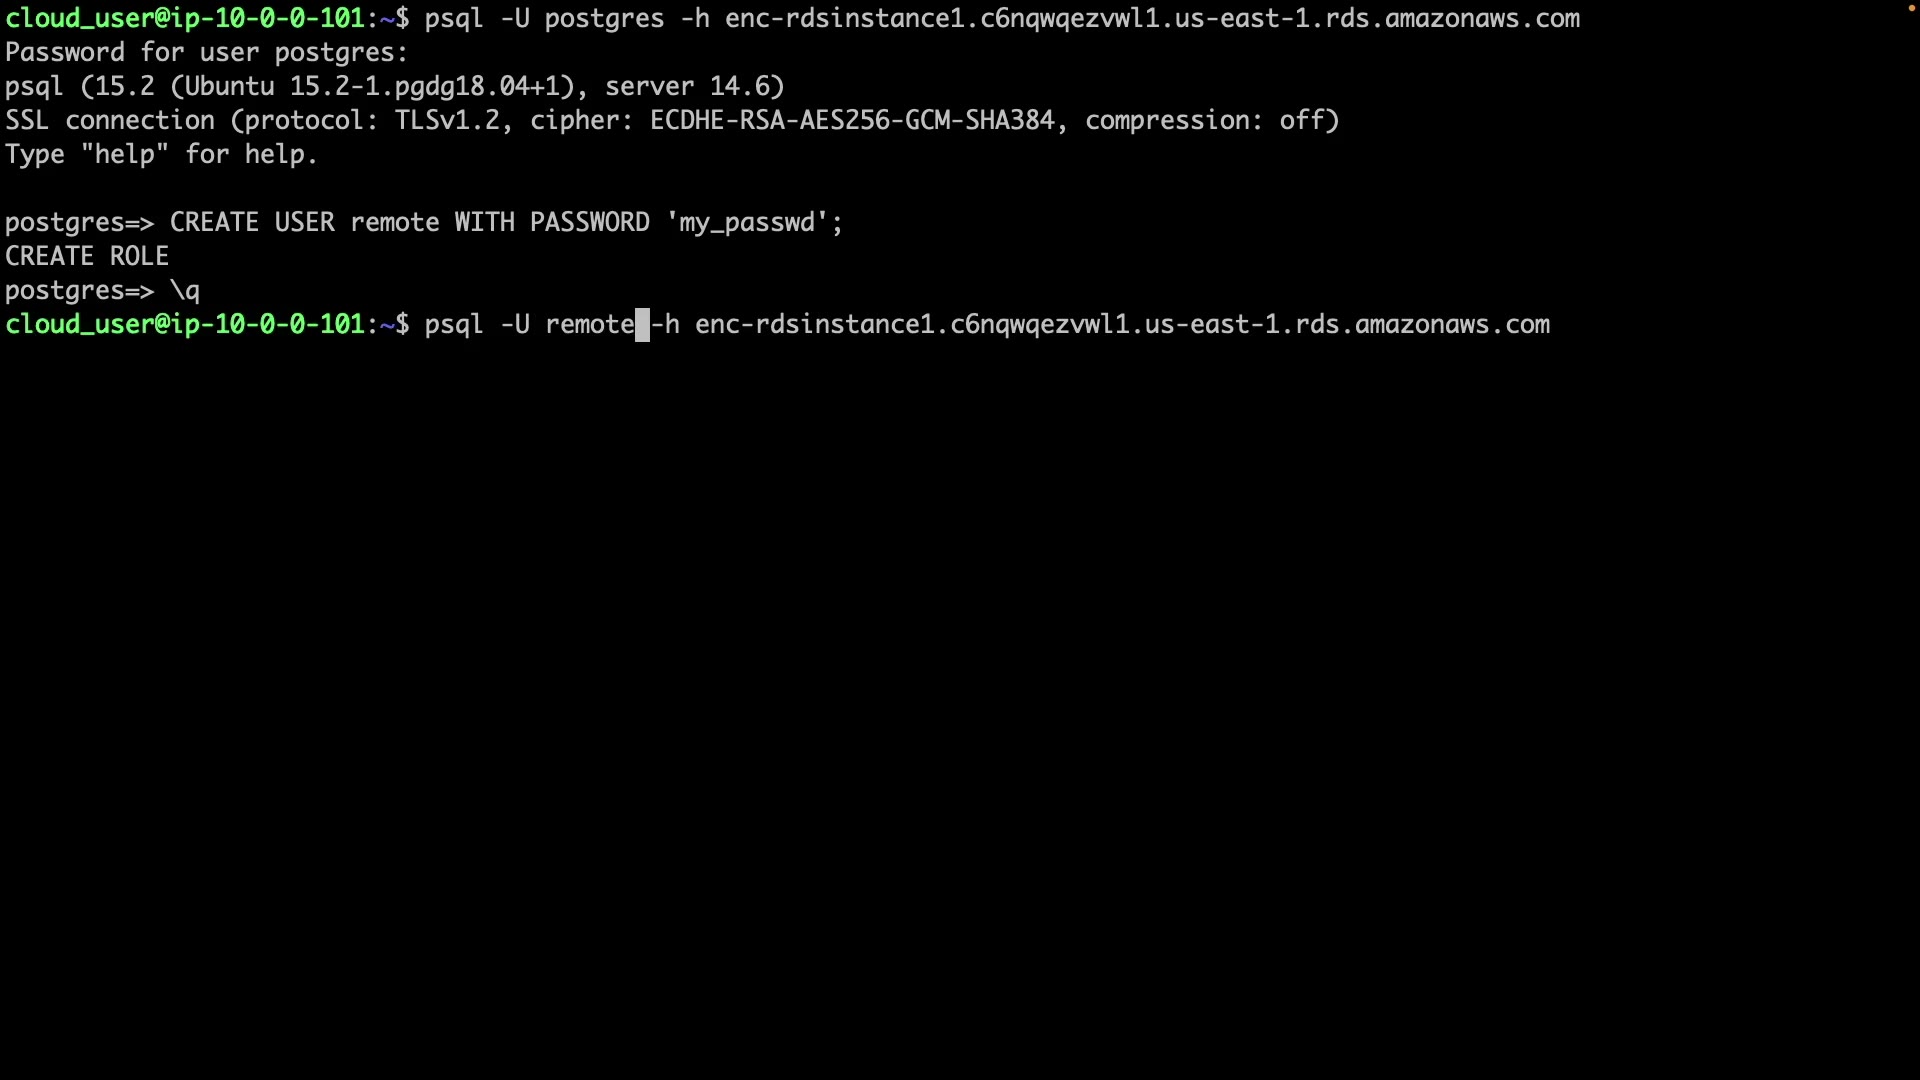 cloud_user@ip-10-0-0-101:~$ psql -U postgres -h enc-rdsinstance1.c6nqwqezvwl1.us-east-1.rds.amazonaws.com
Password for user postgres:
psql (15.2 (Ubuntu 15.2-1.pgdg18.04+1), server 14.6)
SSL connection (protocol: TLSv1.2, cipher: ECDHE-RSA-AES256-GCM-SHA384, compression: off)
Type "help" for help.
postgres=> CREATE USER remote WITH PASSWORD 'my_passwd';
CREATE ROLE
postgres=> \q
cloud_user@ip-10-0-0-101:~$ psql -U remote -h enc-rdsinstance1.c6nqwqezvwl1.us-east-1.rds.amazonaws.com